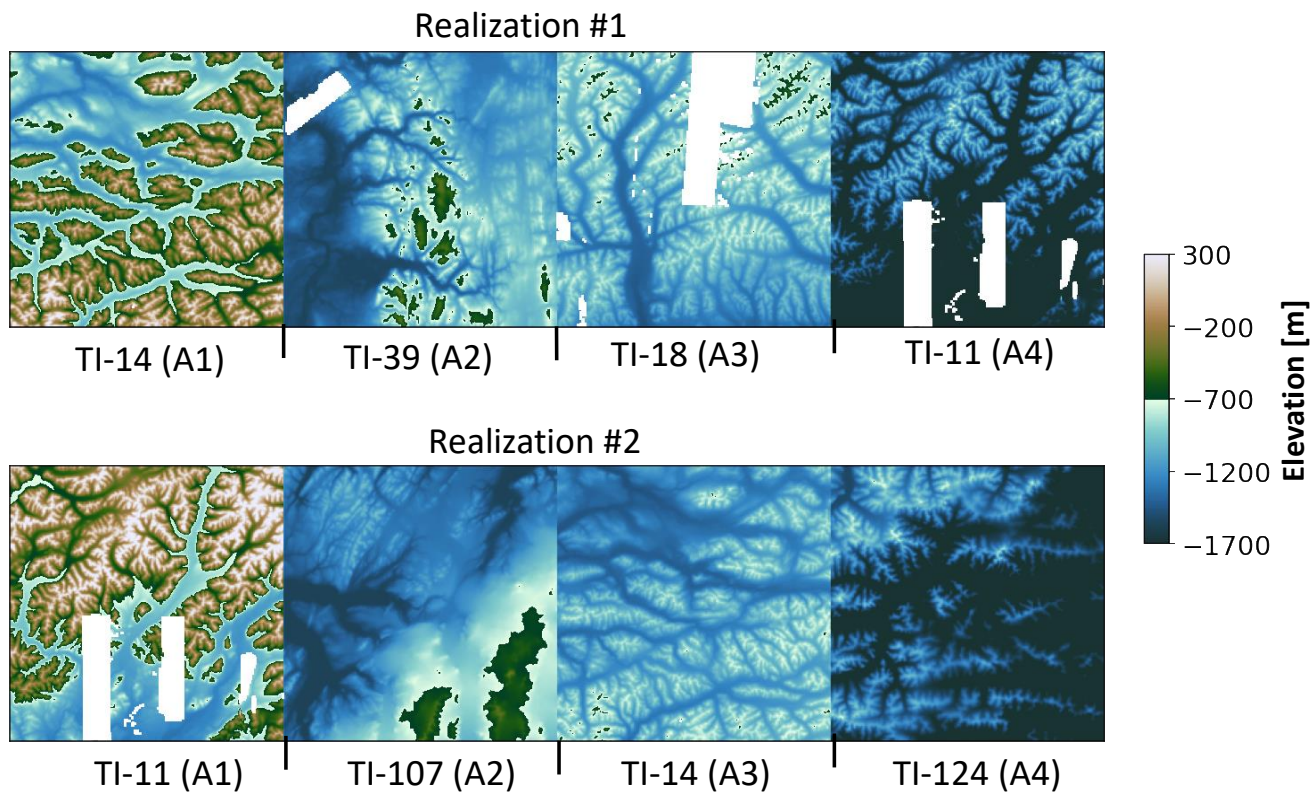 Realization #1
TI-14 (A1) TI-39 (A2) TI-18 (A3) TI-11 (A4)
300
−200
−700
−1200
−1700
Elevation [m]
Realization #2
TI-11 (A1) TI-107 (A2) TI-14 (A3) TI-124 (A4)